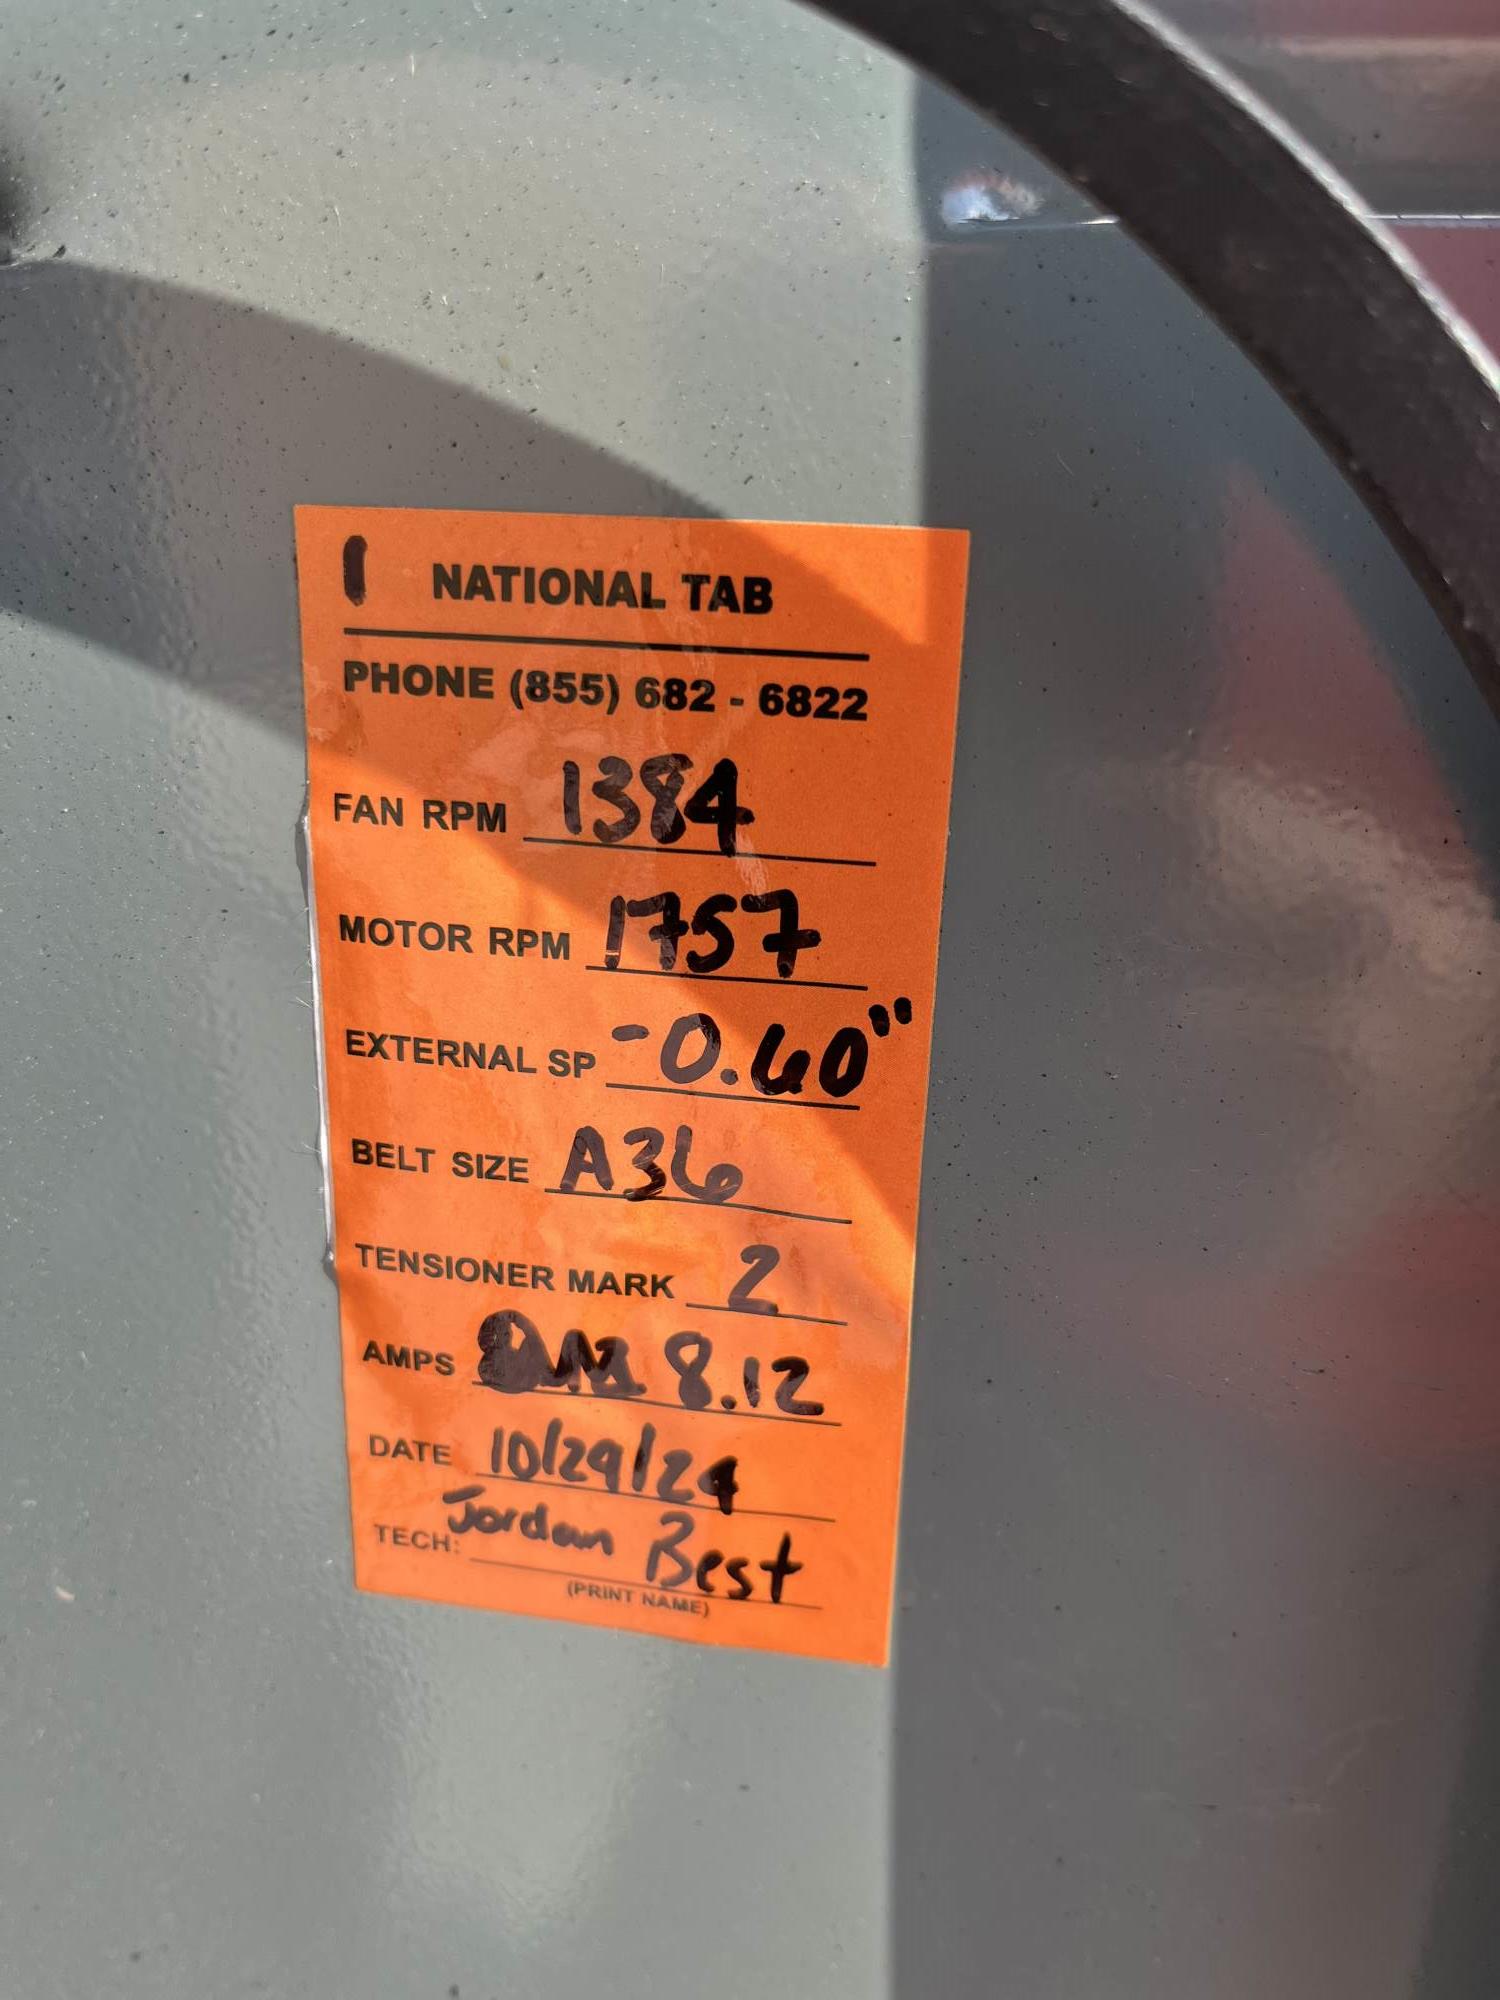 1 NATIONAL TAB
PHONE (855) 682 - 6822
FAN RPM 1384
MOTOR RPM 1757
EXTERNAL SP -0.60"
BELT SIZE A36
TENSIONER MARK 2
AMPS 8.12
DATE 10/29/24
TECH: Jordan Best
(PRINT NAME)